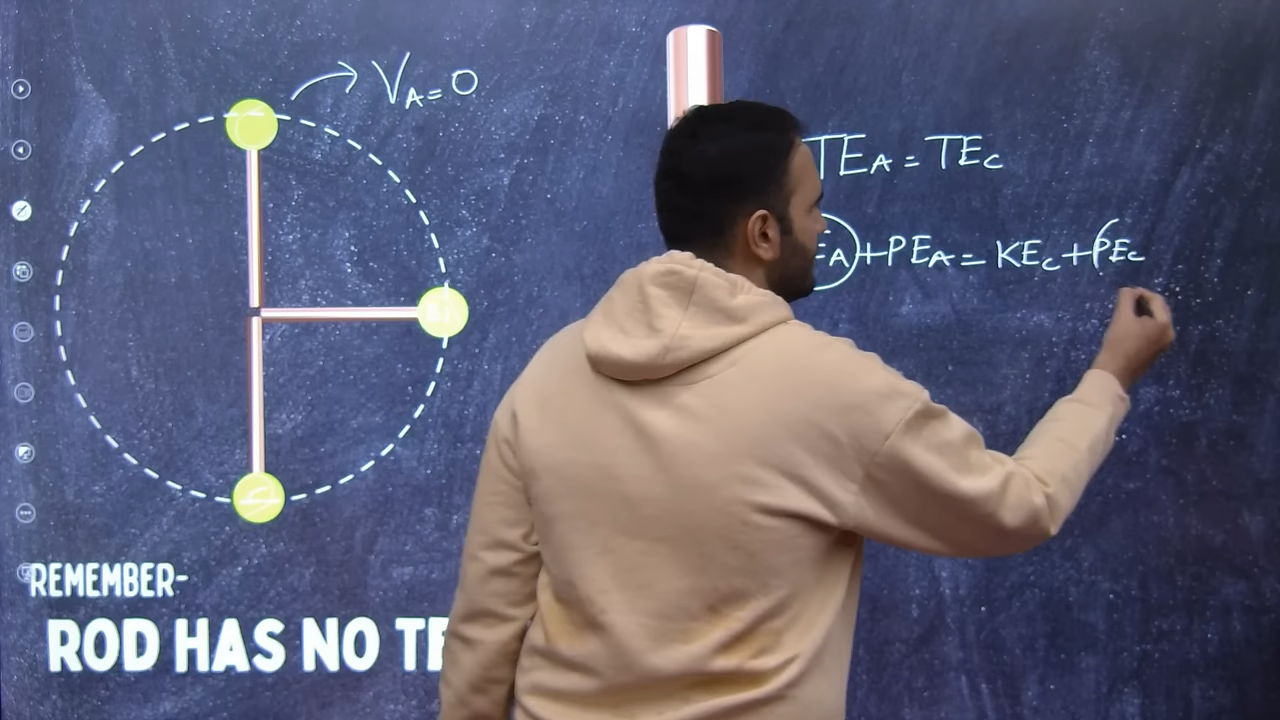 V_A = 0
TE_A = TE_C
+ PE_A = KE_C + PE_C
REMEMBER-
ROD HAS NO